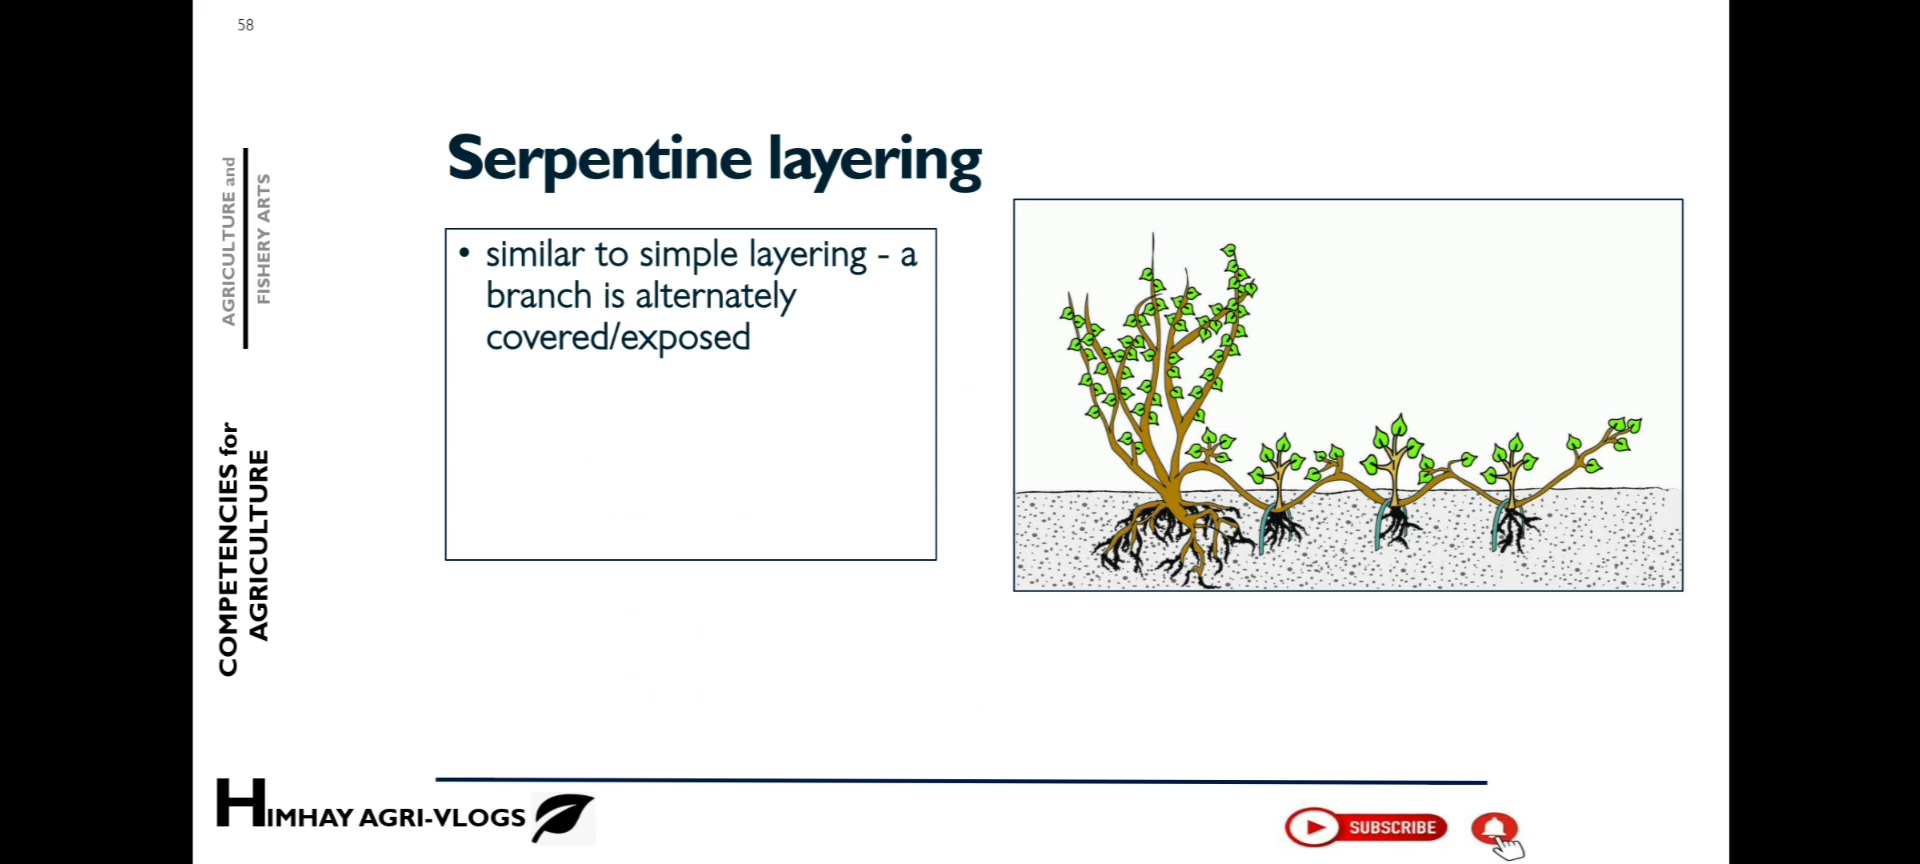 58
AGRICULTURE and
FISHERY ARTS
COMPETENCIES for
AGRICULTURE
Serpentine layering
• similar to simple layering - a
branch is alternately
covered/exposed
HIMHAY AGRI-VLOGS
SUBSCRIBE